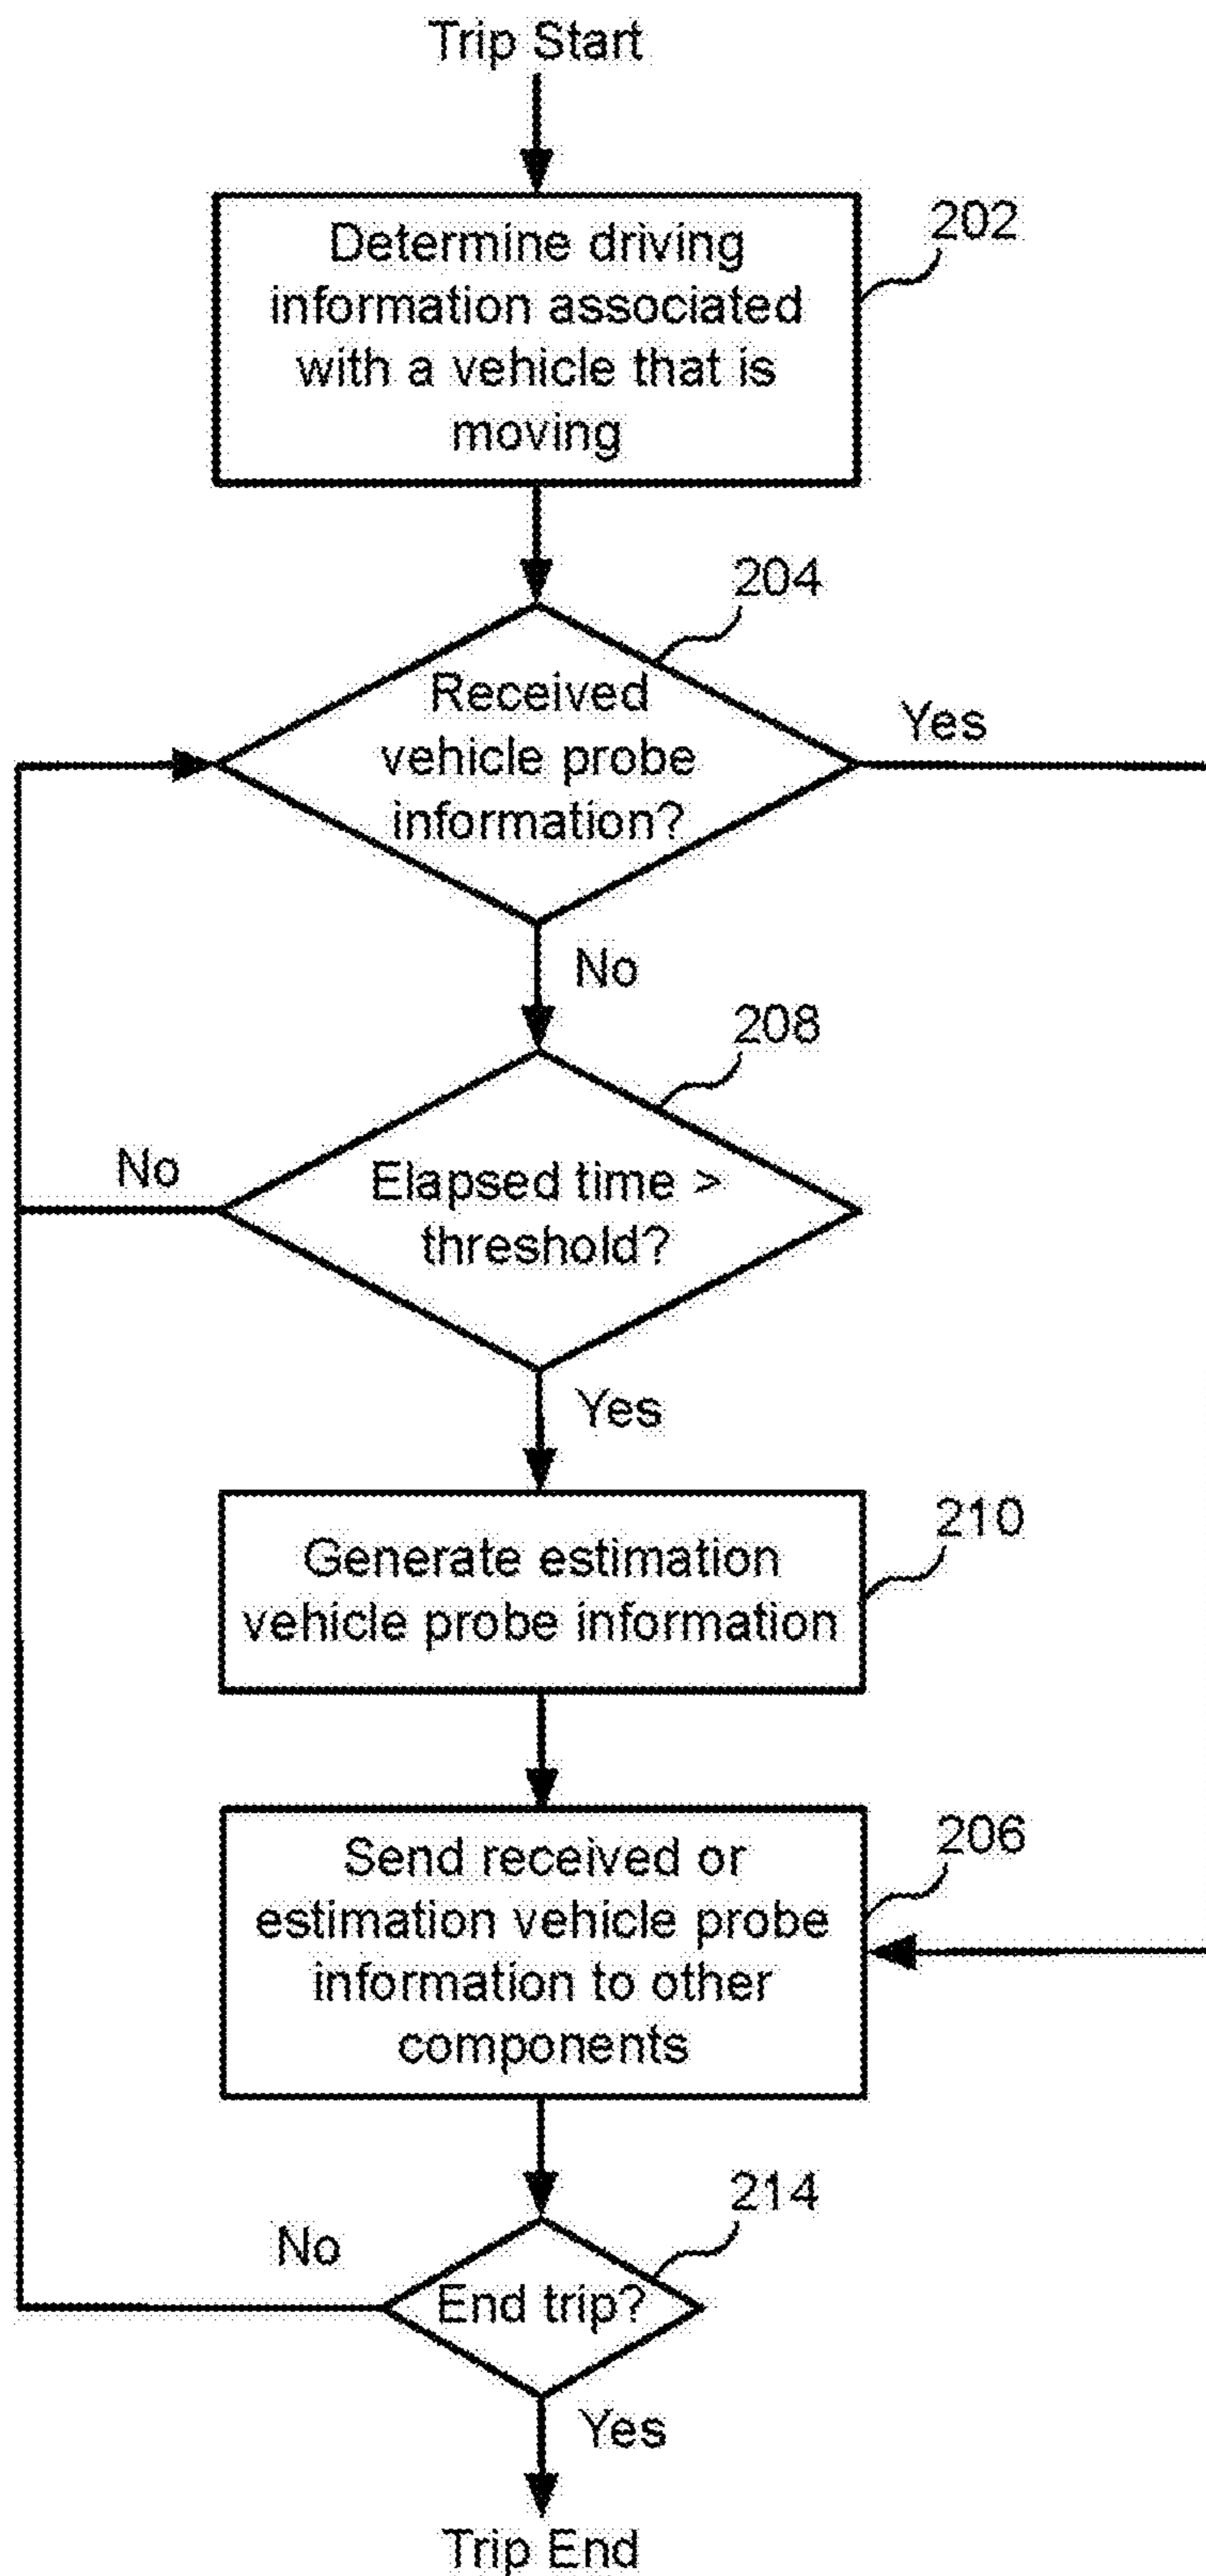 Trip Start
202
Determine driving
information associated
with a vehicle that is
moving
204
Received
vehicle probe
information?
Yes
No
208
Elapsed time >
threshold?
No
Yes
210
Generate estimation
vehicle probe information
206
Send received or
estimation vehicle probe
information to other
components
214
No
End trip?
Yes
Trip End